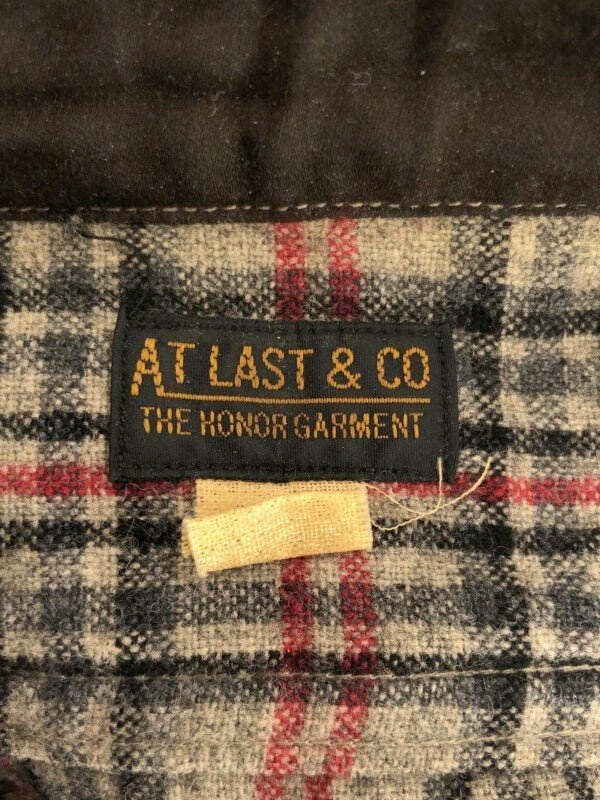 AT LAST & CO
THE HONOR GARMENT